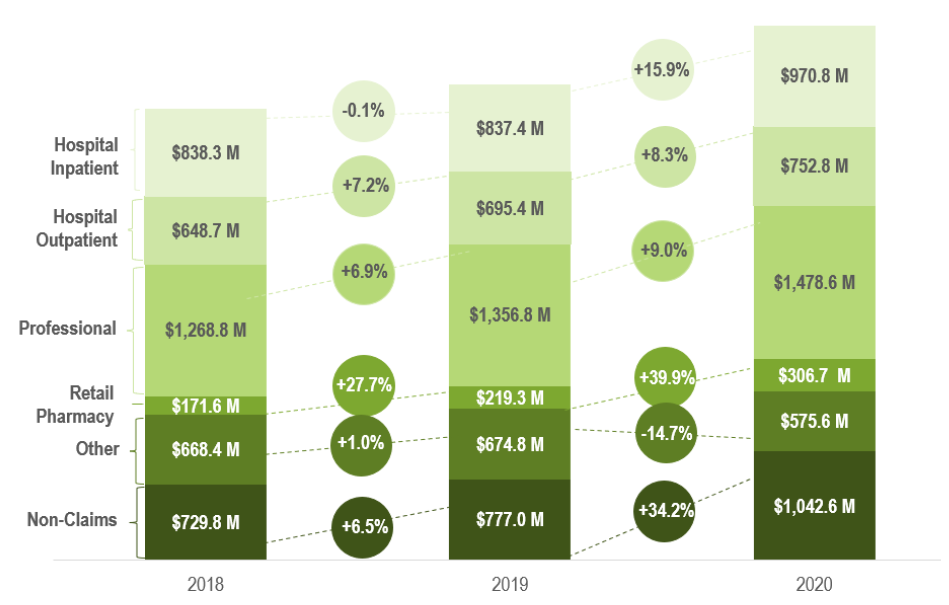 Hospital
Inpatient
$838.3 M
-0.1%
$837.4 M
+15.9%
$970.8 M
Hospital
Outpatient
$648.7 M
+7.2%
$695.4 M
+8.3%
$752.8 M
Professional
$1,268.8 M
+6.9%
$1,356.8 M
+9.0%
$1,478.6 M
Retail
Pharmacy
$171.6 M
+27.7%
$219.3 M
+39.9%
$306.7 M
Other
$668.4 M
+1.0%
$674.8 M
-14.7%
$575.6 M
Non-Claims
$729.8 M
+6.5%
$777.0 M
+34.2%
$1,042.6 M
2018
2019
2020